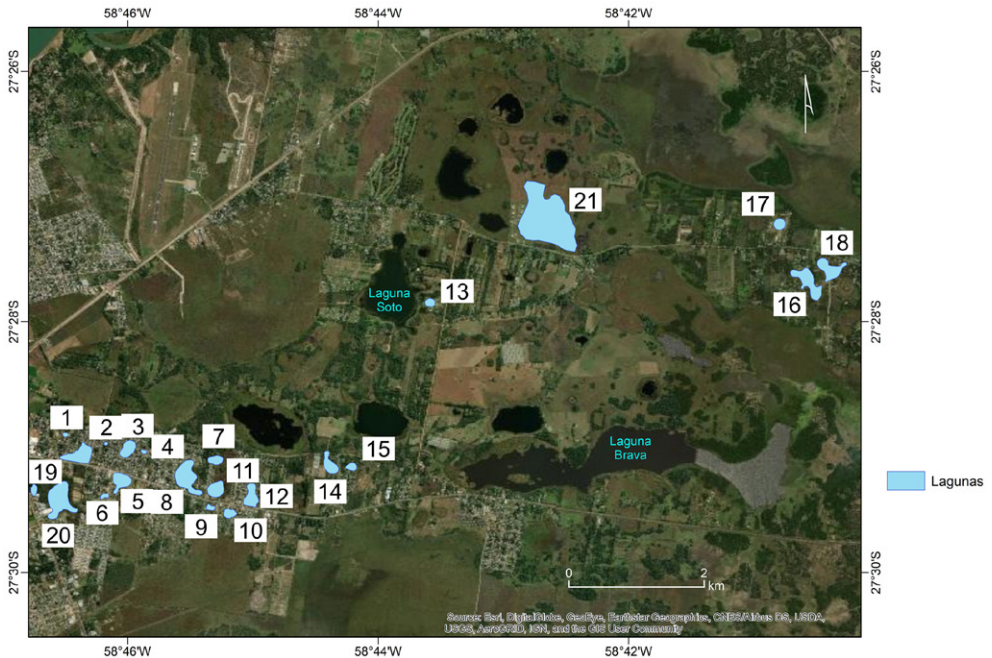 58°46'W 58°44'W 58°42'W
27°26'S 27°26'S
21
17
18
13
Laguna
Soto
16
27°28'S 27°28'S
1
2
3
4
7
15
Laguna
Brava
19
11
12
14
Lagunas
5
8
6
9
10
20
27°30'S 27°30'S
0 2
km
Source: Esri, DigitalGlobe, GeoEye, Earthstar Geographics, CNES/Airbus DS, USDA,
USGS, AeroGRID, IGN, and the GIS User Community
58°46'W 58°44'W 58°42'W